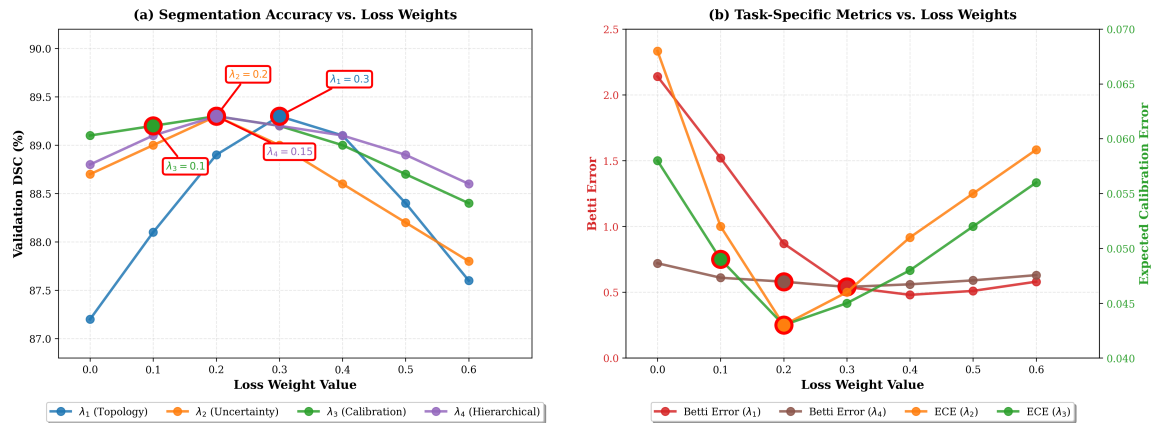 (a) Segmentation Accuracy vs. Loss Weights
90.0
89.5
89.0
88.5
88.0
87.5
87.0
Validation DSC (%)
λ₂ = 0.2
λ₁ = 0.3
λ₃ = 0.1
λ₄ = 0.15
0.0 0.1 0.2 0.3 0.4 0.5 0.6
Loss Weight Value
λ₁ (Topology) λ₂ (Uncertainty) λ₃ (Calibration) λ₄ (Hierarchical)
(b) Task-Specific Metrics vs. Loss Weights
2.5
2.0
1.5
1.0
0.5
0.0
Betti Error
0.070
0.065
0.060
0.055
0.050
0.045
0.040
Expected Calibration Error
0.0 0.1 0.2 0.3 0.4 0.5 0.6
Loss Weight Value
Betti Error (λ₁) Betti Error (λ₄) ECE (λ₂) ECE (λ₃)